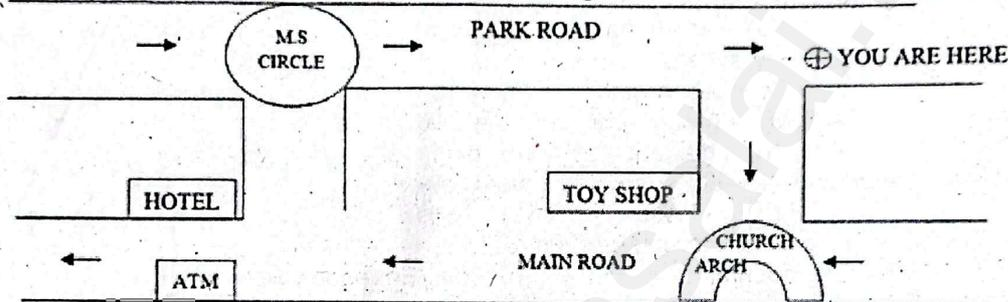 M.S
CIRCLE
PARK ROAD
YOU ARE HERE
HOTEL
TOY SHOP
CHURCH
ARCH
MAIN ROAD
ATM